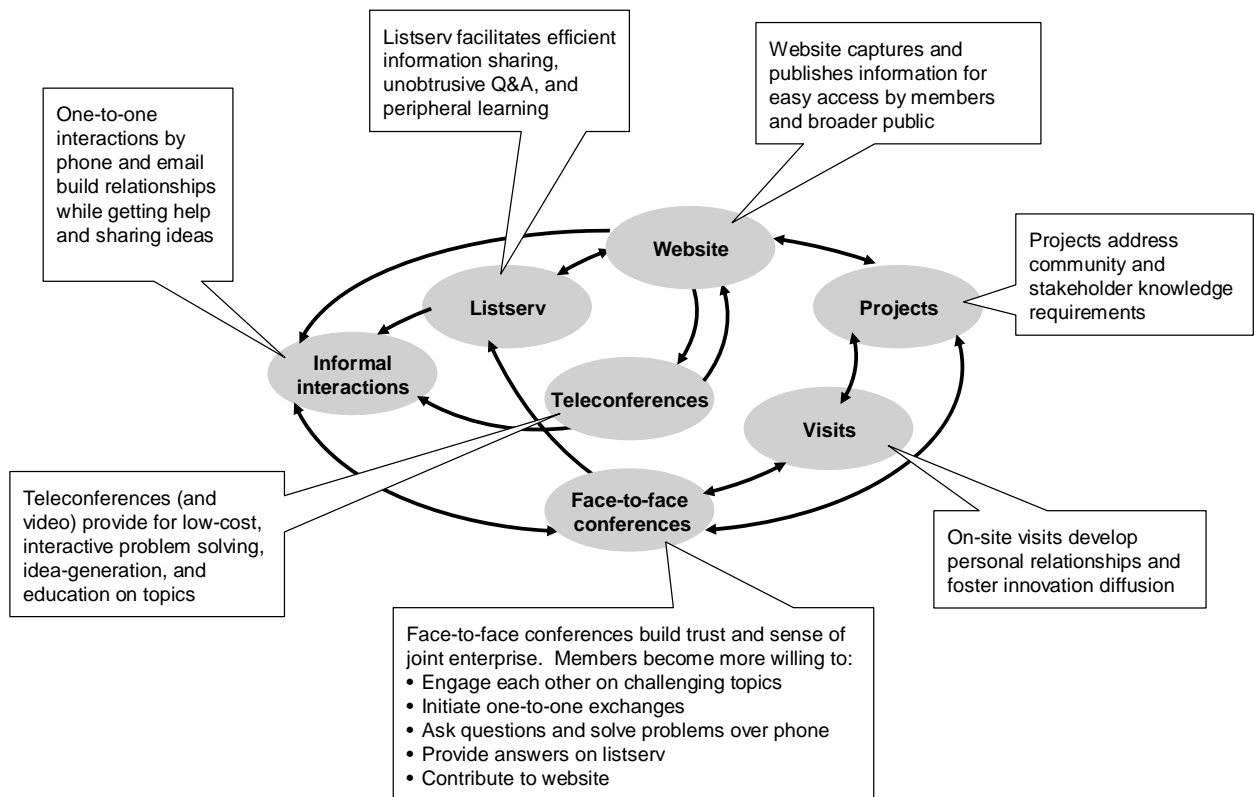 Listserv facilitates efficient
information sharing,
unobtrusive Q&A, and
peripheral learning
Website captures and
publishes information for
easy access by members
and broader public
One-to-one
interactions by
phone and email
build relationships
while getting help
and sharing ideas
Projects address
community and
stakeholder knowledge
requirements
Website
Listserv
Projects
Informal
interactions
Teleconferences
Visits
Face-to-face
conferences
Teleconferences (and
video) provide for low-cost,
interactive problem solving,
idea-generation, and
education on topics
On-site visits develop
personal relationships and
foster innovation diffusion
Face-to-face conferences build trust and sense of
joint enterprise.  Members become more willing to:
• Engage each other on challenging topics
• Initiate one-to-one exchanges
• Ask questions and solve problems over phone
• Provide answers on listserv
• Contribute to website